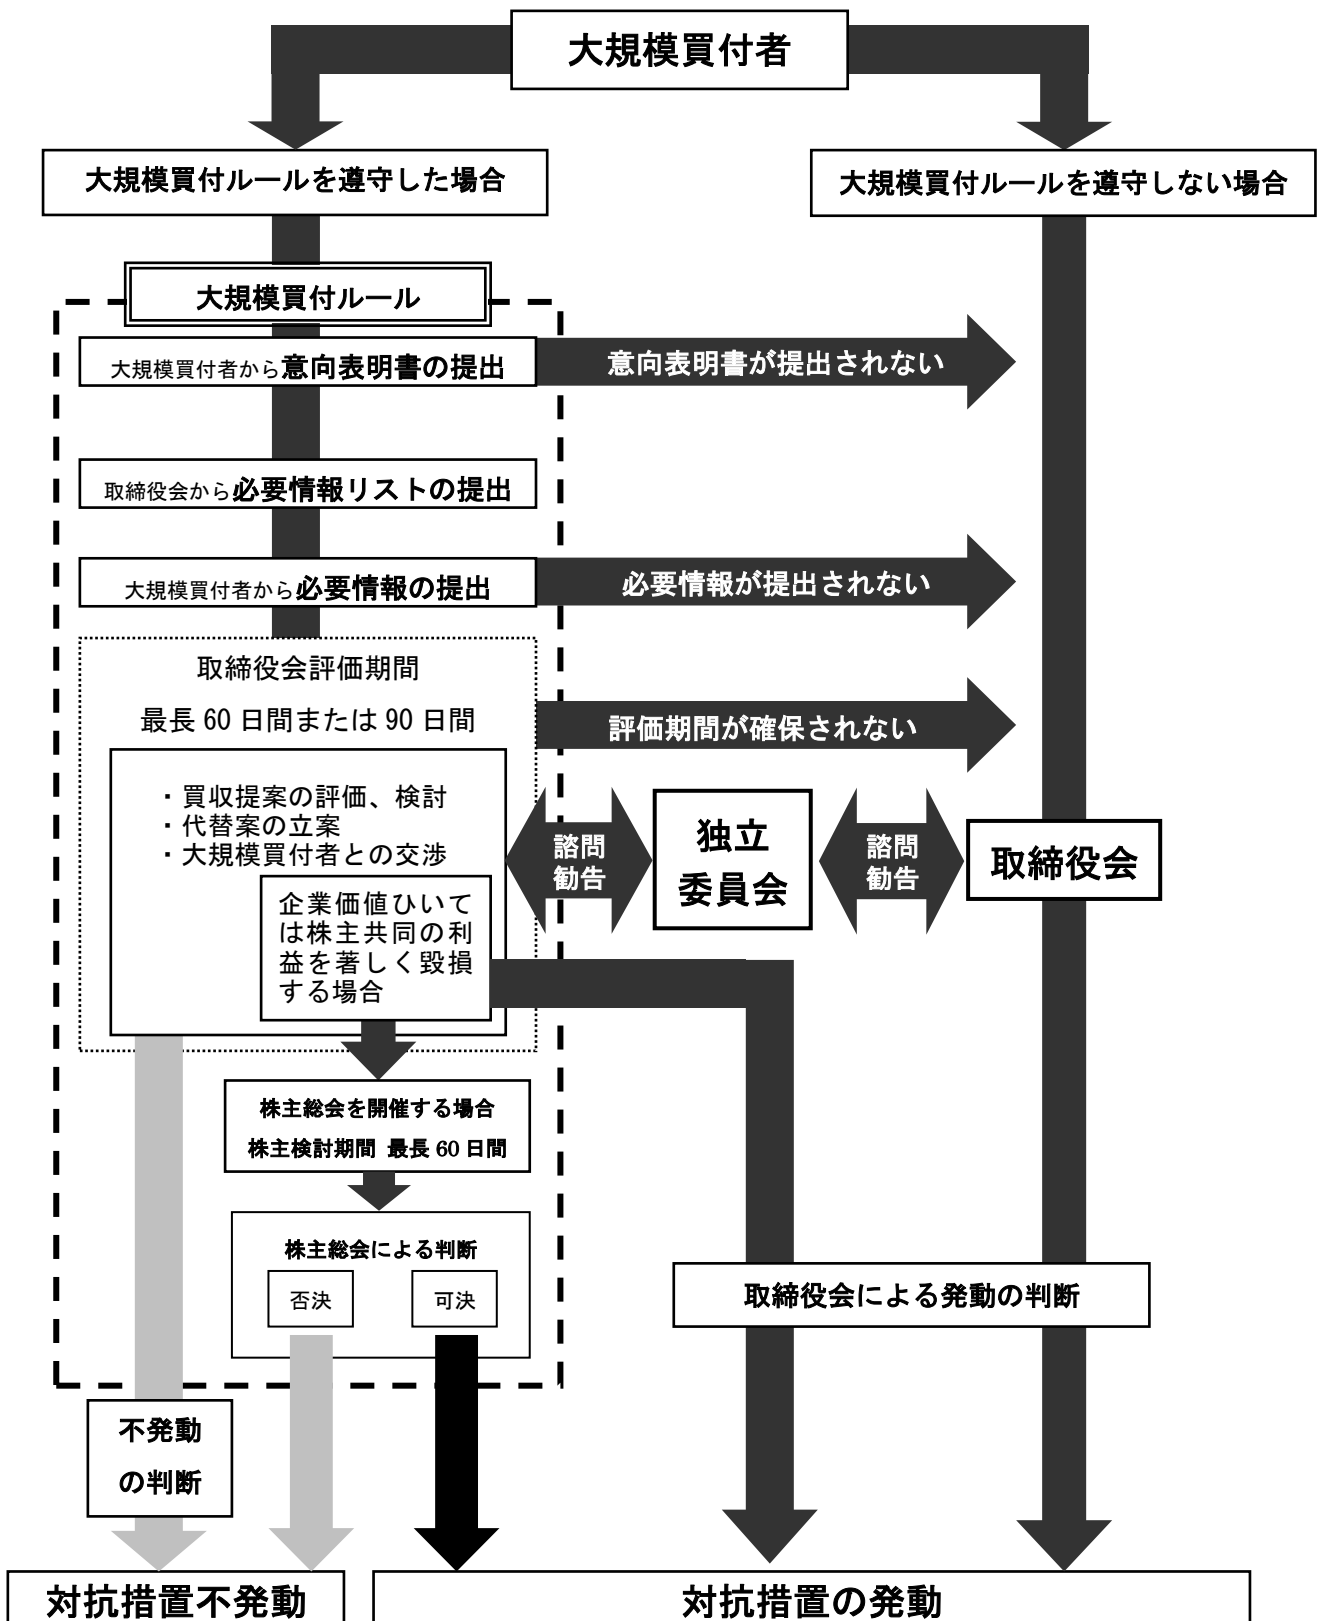 大規模買付者
大規模買付ルールを遵守した場合
大規模買付ルールを遵守しない場合
大規模買付ルール
大規模買付者から意向表明書の提出
意向表明書が提出されない
取締役会から必要情報リストの提出
大規模買付者から必要情報の提出
必要情報が提出されない
取締役会評価期間
最長 60 日間または 90 日間
評価期間が確保されない
・買収提案の評価、検討
・代替案の立案
・大規模買付者との交渉
諮問
勧告
独立
委員会
諮問
勧告
取締役会
企業価値ひいて
は株主共同の利
益を著しく毀損
する場合
株主総会を開催する場合
株主検討期間 最長 60 日間
株主総会による判断
否決
可決
取締役会による発動の判断
不発動
の判断
対抗措置不発動
対抗措置の発動